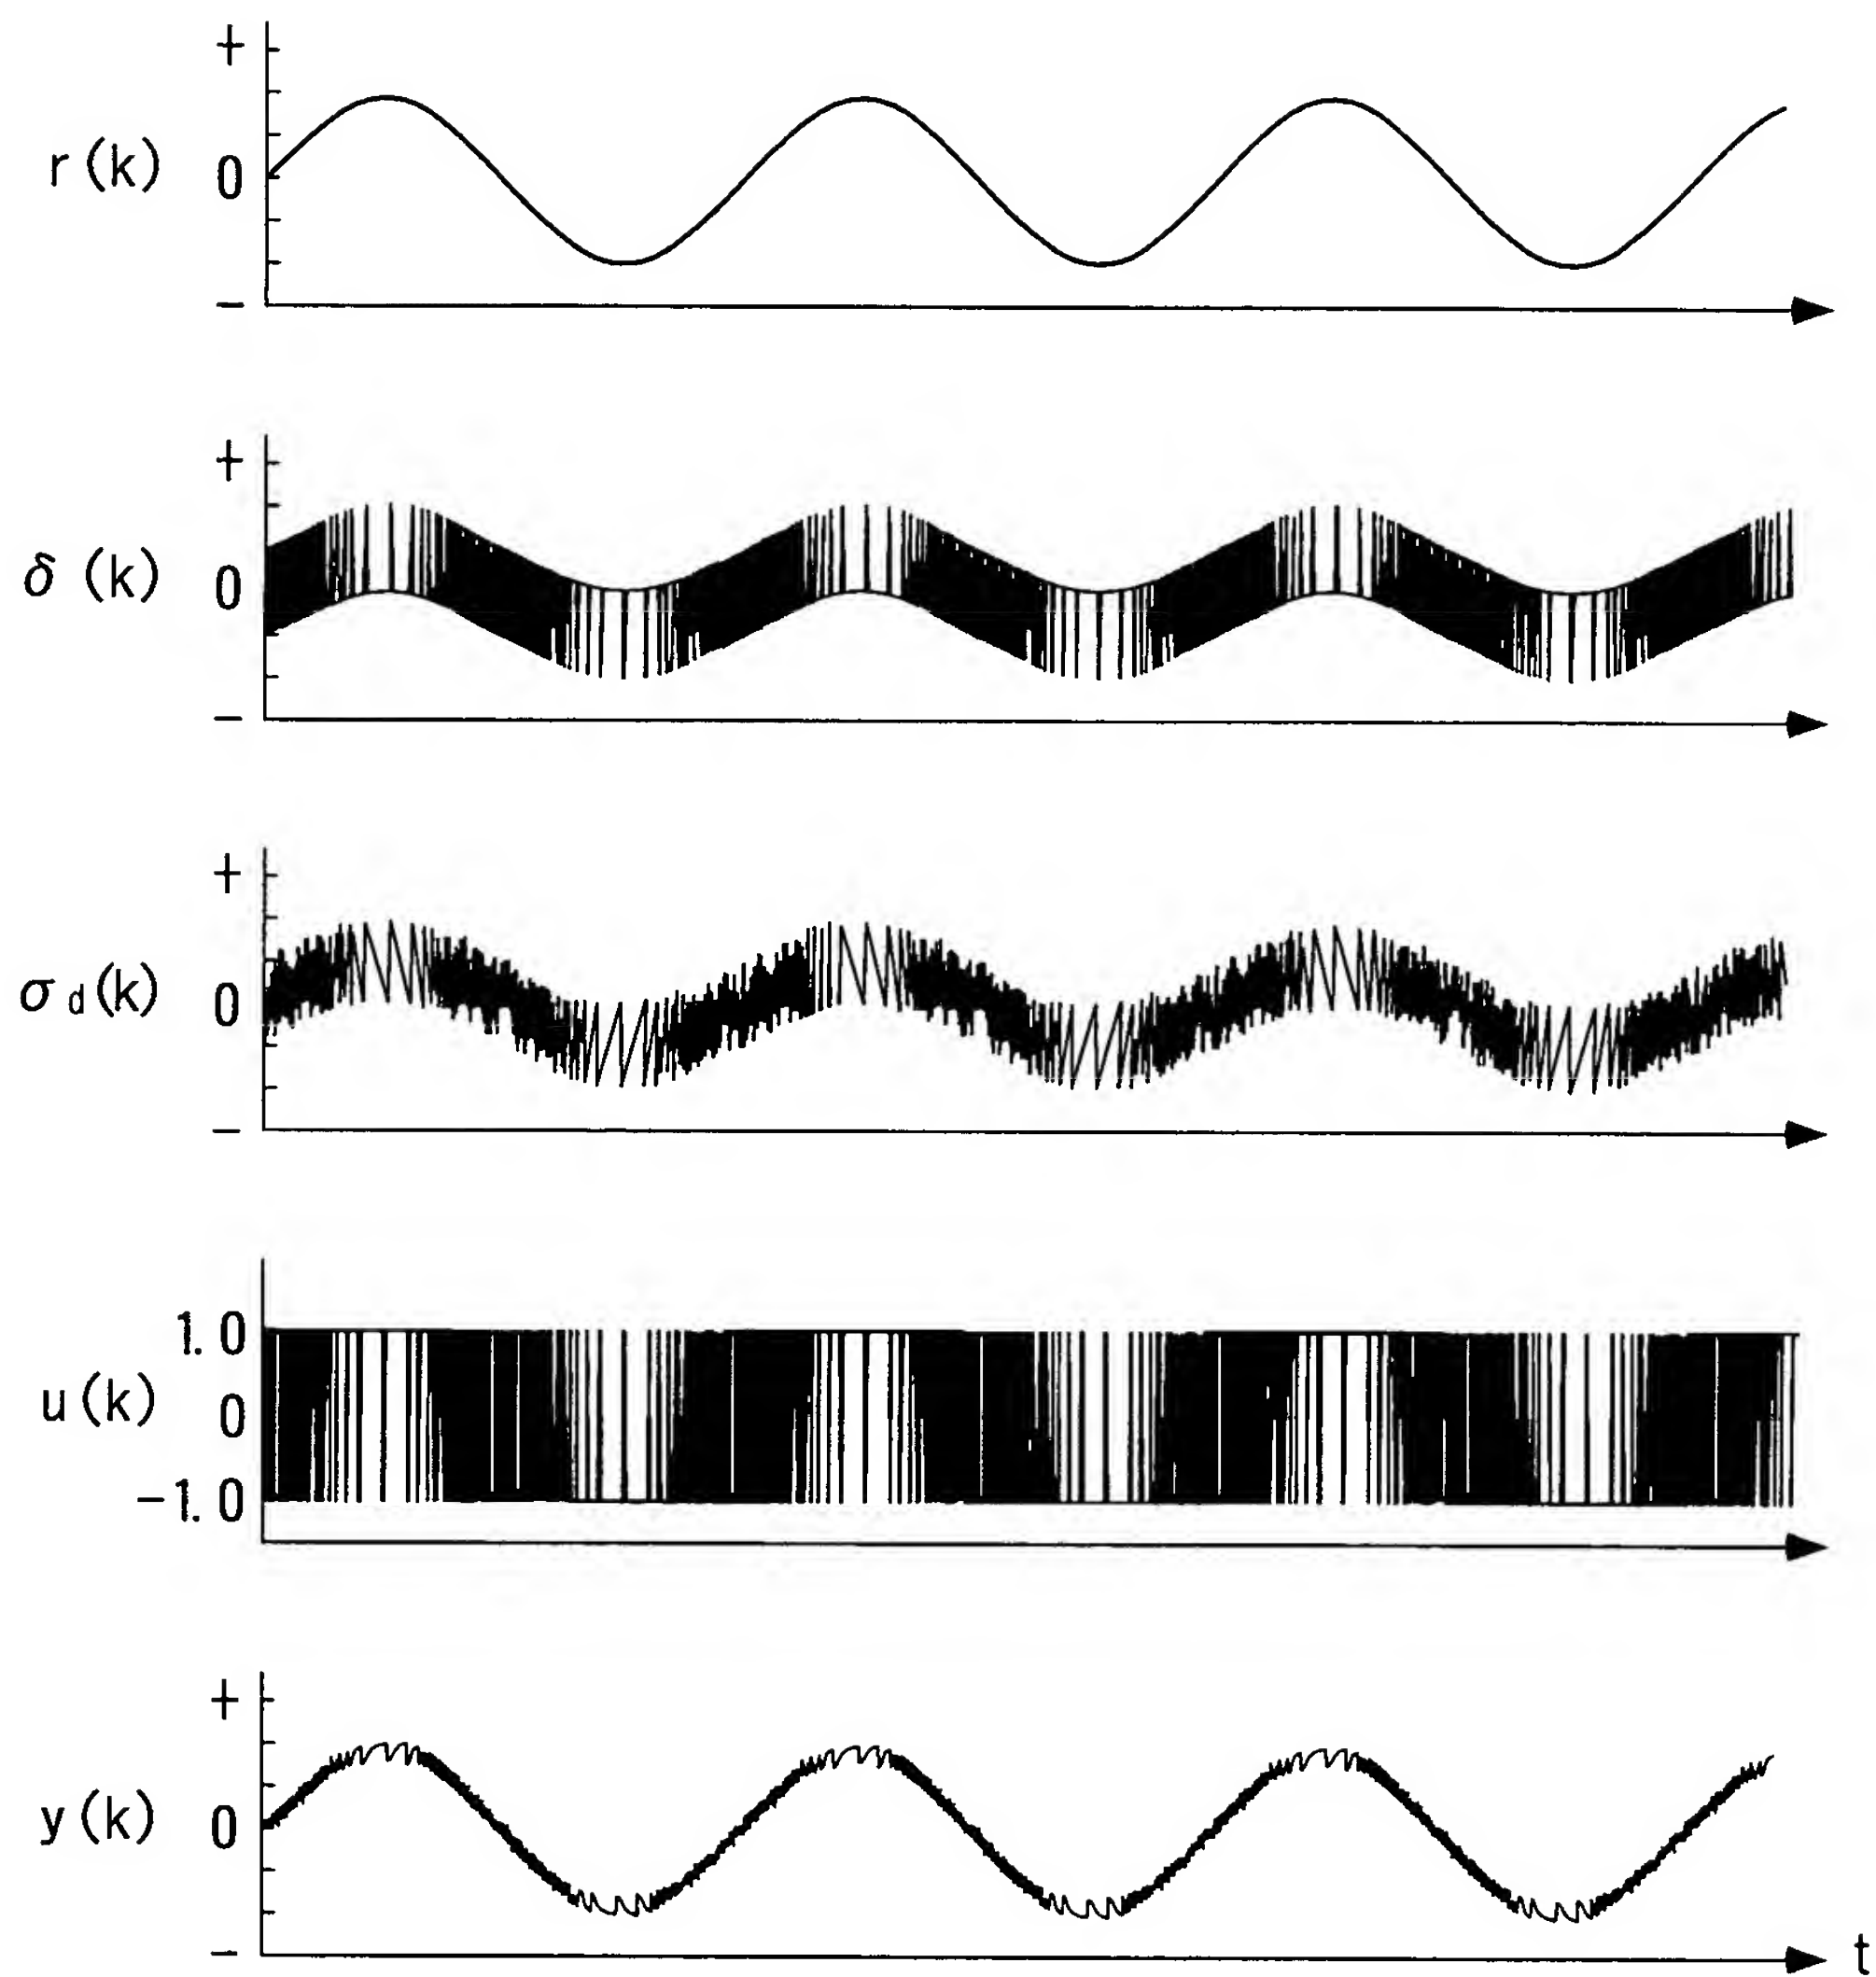 +
r(k) 0
−
+
δ(k) 0
−
+
σd(k) 0
−
1.0
u(k) 0
−1.0
+
y(k) 0
−
t